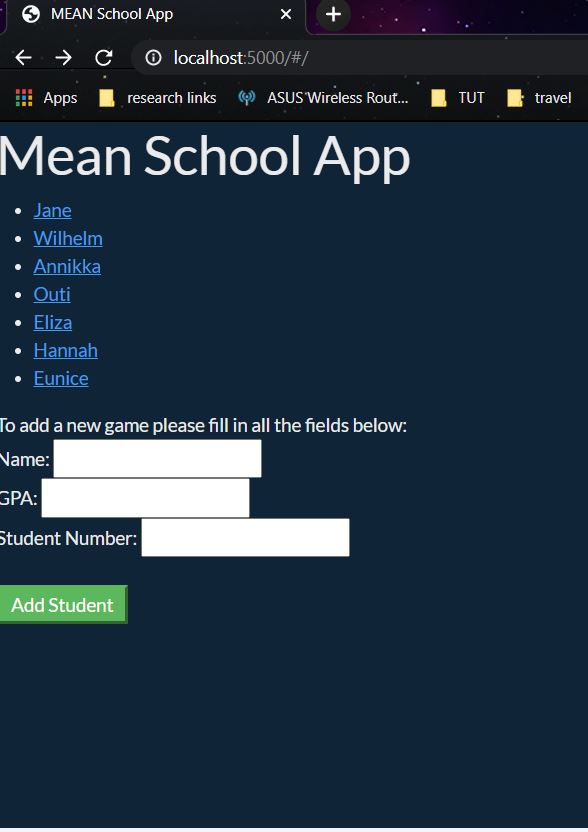 MEAN School App
localhost:5000/#/
Apps research links ASUS Wireless Rout... TUT travel
Mean School App
Jane
Wilhelm
Annikka
Outi
Eliza
Hannah
Eunice
To add a new game please fill in all the fields below:
Name:
GPA:
Student Number:
Add Student